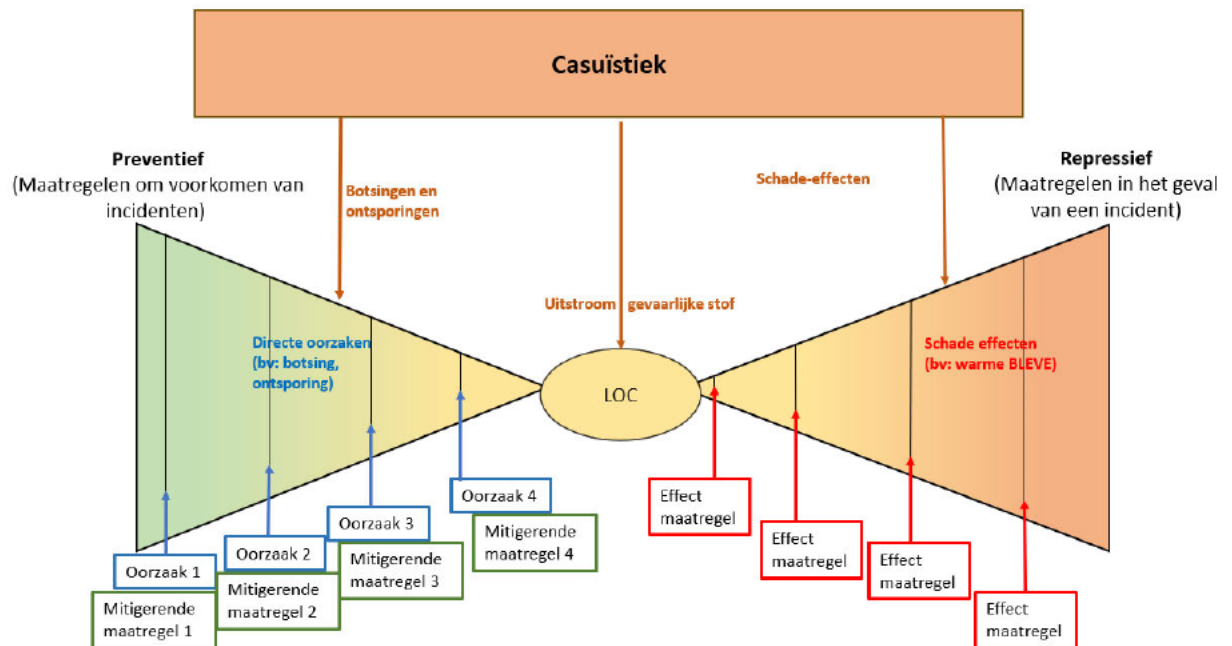 Casuïstiek
Preventief
(Maatregelen om voorkomen van
incidenten)
Botsingen en
ontsporingen
Schade-effecten
Repressief
(Maatregelen in het geval
van een incident)
Uitstroom gevaarlijke stof
Directe oorzaken
(bv: botsing,
ontsporing)
Schade effecten
(bv: warme BLEVE)
LOC
Oorzaak 1
Mitigerende
maatregel 1
Oorzaak 2
Mitigerende
maatregel 2
Oorzaak 3
Mitigerende
maatregel 3
Oorzaak 4
Mitigerende
maatregel 4
Effect
maatregel
Effect
maatregel
Effect
maatregel
Effect
maatregel